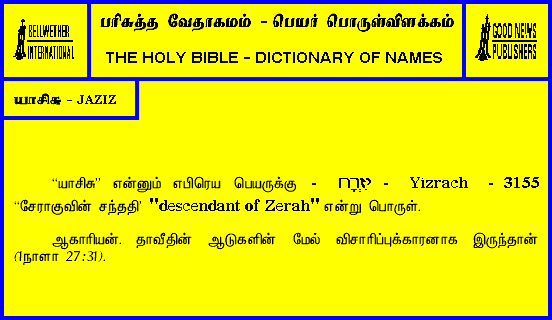 BELLWETHER
INTERNATIONAL
பரிசுத்த வேதாகமம் - பெயர் பொருள்விளக்கம்
THE HOLY BIBLE - DICTIONARY OF NAMES
GOOD NEWS
PUBLISHERS
யாசிசு - JAZIZ
“யாசிசு” என்னும் எபிரெய பெயருக்கு - יִזְרָח - Yizrach - 3155
“சேராகுவின் சந்ததி’ "descendant of Zerah" என்று பொருள்.
ஆகாரியன். தாவீதின் ஆடுகளின் மேல் விசாரிப்புக்காரனாக இருந்தான்
(1நாளா 27:31).